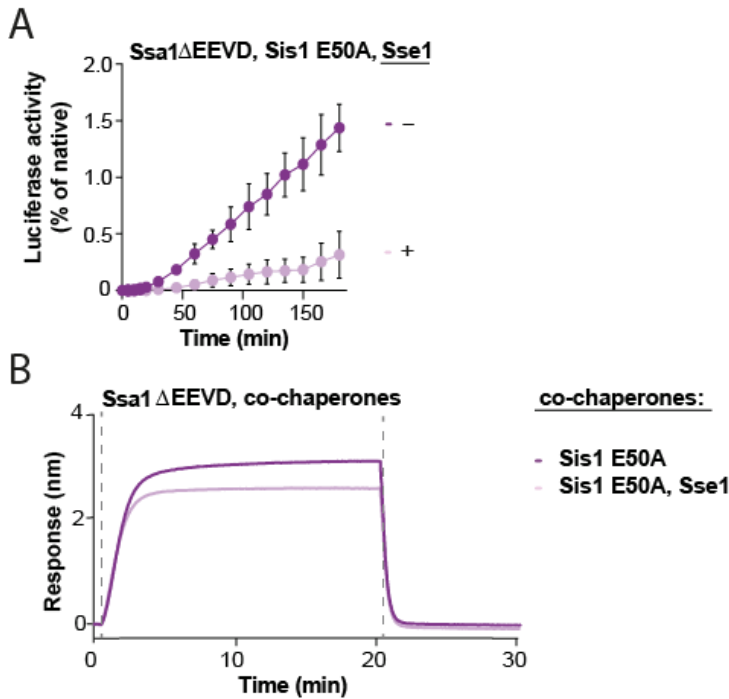 A
Ssa1ΔEEVD, Sis1 E50A, Sse1
Luciferase activity
(% of native)
2.0
1.5
1.0
0.5
0
0 50 100 150
Time (min)
–
+
B
Ssa1 ΔEEVD, co-chaperones
Response (nm)
4
2
0
0 10 20 30
Time (min)
co-chaperones:
Sis1 E50A
Sis1 E50A, Sse1